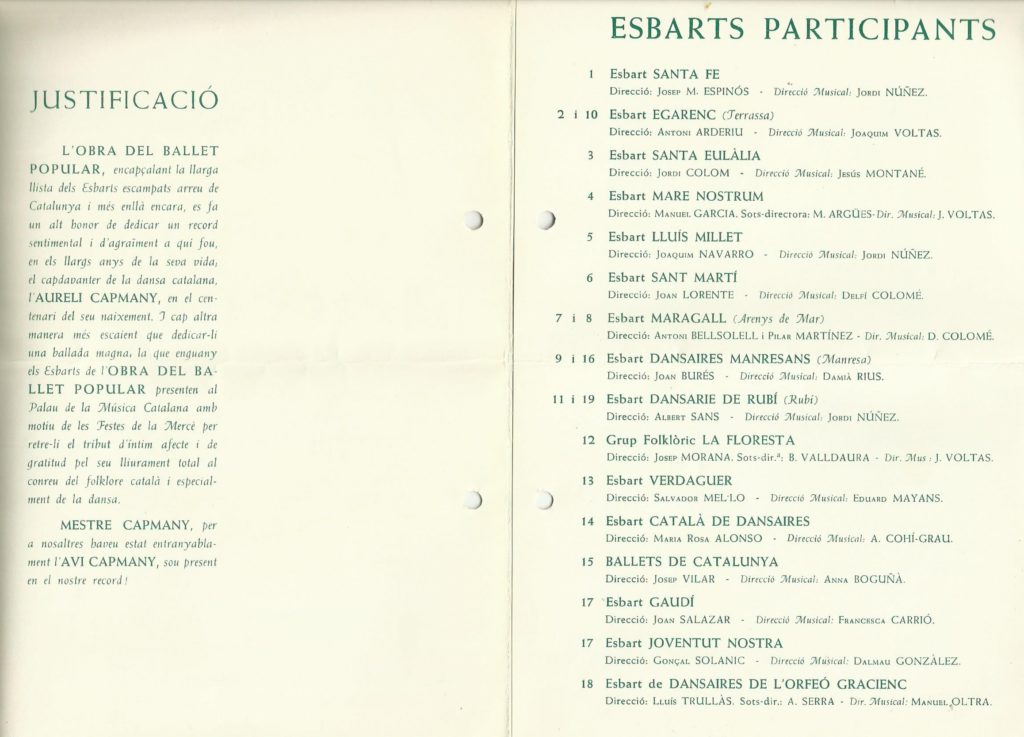 JUSTIFICACIÓ
L'OBRA DEL BALLET
POPULAR, encapçalant la llarga
llista dels Esbarts escampats arreu de
Catalunya i més enllà encara, es fa
un alt honor de dedicar un record
sentimental i d'agraïment a qui fou,
en els llargs anys de la seva vida,
el capdavanter de la dansa catalana,
l'AURELI CAPMANY, en el cen-
tenari del seu naixement. I cap altra
manera més escaient que dedicar-li
una ballada magna, la que enguany
els Esbarts de l'OBRA DEL BA-
LLET POPULAR presenten al
Palau de la Música Catalana amb
motiu de les Festes de la Mercè per
retre-li el tribut d'íntim afecte i de
gratitud pel seu lliurament total al
conreu del folklore català i especial-
ment de la dansa.
MESTRE CAPMANY, per
a nosaltres haveu estat entranyabla-
ment l'AVI CAPMANY, sou present
en el nostre record!
ESBARTS PARTICIPANTS
1 Esbart SANTA FE
Direcció: Josep M. ESPINÓS - Direcció Musical: Jordi NÚÑEZ.
2 i 10 Esbart EGARENC (Terrassa)
Direcció: Antoni ARDERIU - Direcció Musical: Joaquim VOLTAS.
3 Esbart SANTA EULÀLIA
Direcció: Jordi COLOM - Direcció Musical: Jesús MONTANÉ.
4 Esbart MARE NOSTRUM
Direcció: Manuel GARCIA. Sots-directora: M. ARGÜES-Dir. Musical: J. VOLTAS.
5 Esbart LLUÍS MILLET
Direcció: Joaquim NAVARRO - Direcció Musical: Jordi NÚÑEZ.
6 Esbart SANT MARTÍ
Direcció: Joan LORENTE - Direcció Musical: Delfí COLOMÉ.
7 i 8 Esbart MARAGALL (Arenys de Mar)
Direcció: Antoni BELLSOLELL i Pilar MARTÍNEZ - Dir. Musical: D. COLOMÉ.
9 i 16 Esbart DANSAIRES MANRESANS (Manresa)
Direcció: Joan BURÉS - Direcció Musical: Damià RIUS.
11 i 19 Esbart DANSARIE DE RUBÍ (Rubí)
Direcció: Albert SANS - Direcció Musical: Jordi NÚÑEZ.
12 Grup Folklòric LA FLORESTA
Direcció: Josep MORANA. Sots-dir.ª: B. VALLDAURA - Dir. Mus : J. VOLTAS.
13 Esbart VERDAGUER
Direcció: Salvador MEL·LO - Direcció Musical: Eduard MAYANS.
14 Esbart CATALÀ DE DANSAIRES
Direcció: Maria Rosa ALONSO - Direcció Musical: A. COHÍ-GRAU.
15 BALLETS DE CATALUNYA
Direcció: Josep VILAR - Direcció Musical: Anna BOGUÑÀ.
17 Esbart GAUDÍ
Direcció: Joan SALAZAR - Direcció Musical: Francesca CARRIÓ.
17 Esbart JOVENTUT NOSTRA
Direcció: Gonçal SOLANIC - Direcció Musical: Dalmau GONZÀLEZ.
18 Esbart de DANSAIRES DE L'ORFEÓ GRACIENC
Direcció: Lluís TRULLÀS. Sots-dir.: A. SERRA - Dir. Musical: Manuel OLTRA.